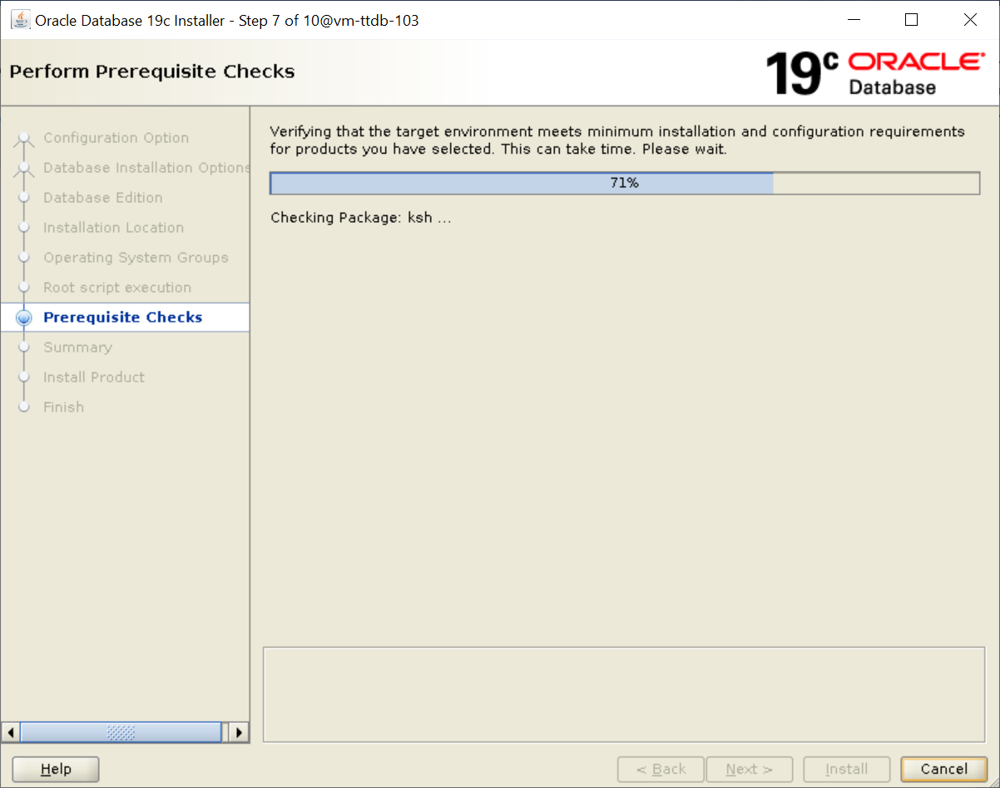 Oracle Database 19c Installer - Step 7 of 10@vm-ttdb-103
Perform Prerequisite Checks
19c ORACLE
Database
Configuration Option
Database Installation Options
Database Edition
Installation Location
Operating System Groups
Root script execution
Prerequisite Checks
Summary
Install Product
Finish
Verifying that the target environment meets minimum installation and configuration requirements
for products you have selected. This can take time. Please wait.
71%
Checking Package: ksh ...
Help
< Back
Next >
Install
Cancel